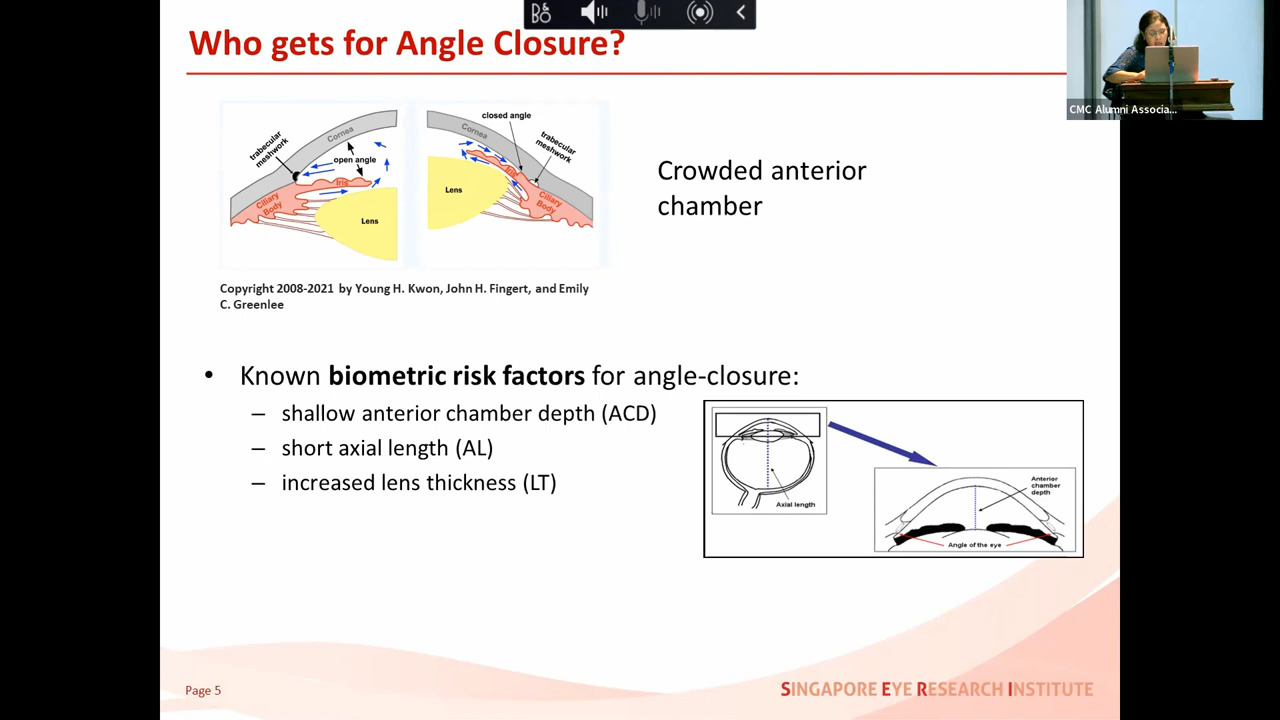 Who gets for Angle Closure?
CMC Alumni Associa...
trabecular
meshwork
Cornea
open angle
Iris
Ciliary
Body
Lens
closed angle
Cornea
trabecular
meshwork
Iris
Lens
Ciliary
Body
Crowded anterior
chamber
Copyright 2008-2021 by Young H. Kwon, John H. Fingert, and Emily
C. Greenlee
• Known biometric risk factors for angle-closure:
– shallow anterior chamber depth (ACD)
– short axial length (AL)
– increased lens thickness (LT)
Axial length
Anterior
chamber
depth
Angle of the eye
Page 5
SINGAPORE EYE RESEARCH INSTITUTE